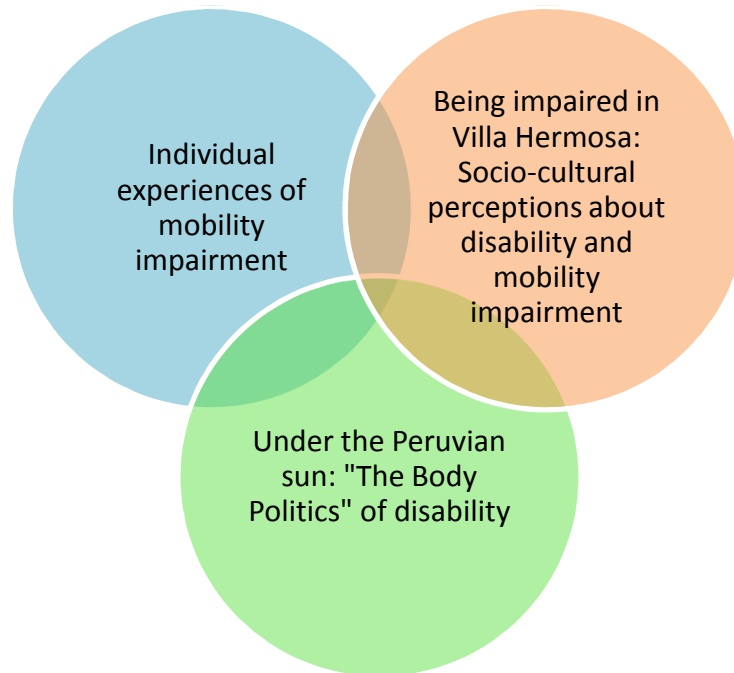 Individual
experiences of
mobility
impairment
Being impaired in
Villa Hermosa:
Socio-cultural
perceptions about
disability and
mobility
impairment
Under the Peruvian
sun: "The Body
Politics" of disability